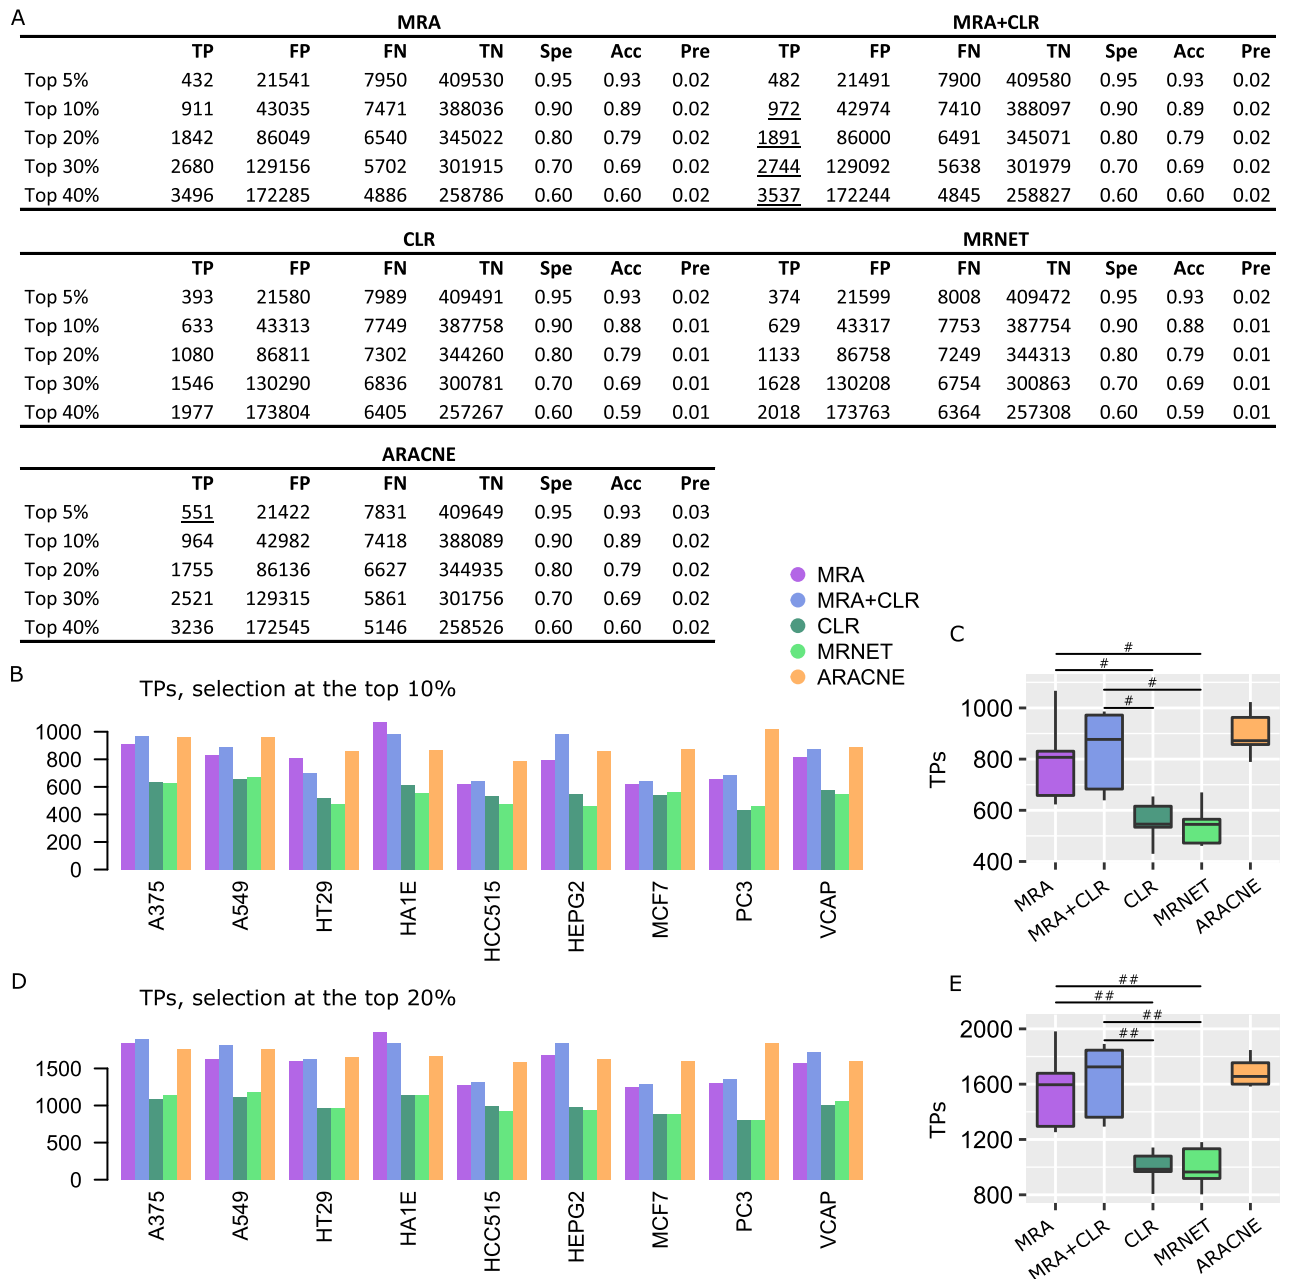 A
MRA MRA+CLR
TP FP FN TN Spe Acc Pre TP FP FN TN Spe Acc Pre
Top 5% 432 21541 7950 409530 0.95 0.93 0.02 482 21491 7900 409580 0.95 0.93 0.02
Top 10% 911 43035 7471 388036 0.90 0.89 0.02 972 42974 7410 388097 0.90 0.89 0.02
Top 20% 1842 86049 6540 345022 0.80 0.79 0.02 1891 86000 6491 345071 0.80 0.79 0.02
Top 30% 2680 129156 5702 301915 0.70 0.69 0.02 2744 129092 5638 301979 0.70 0.69 0.02
Top 40% 3496 172285 4886 258786 0.60 0.60 0.02 3537 172244 4845 258827 0.60 0.60 0.02
CLR MRNET
TP FP FN TN Spe Acc Pre TP FP FN TN Spe Acc Pre
Top 5% 393 21580 7989 409491 0.95 0.93 0.02 374 21599 8008 409472 0.95 0.93 0.02
Top 10% 633 43313 7749 387758 0.90 0.88 0.01 629 43317 7753 387754 0.90 0.88 0.01
Top 20% 1080 86811 7302 344260 0.80 0.79 0.01 1133 86758 7249 344313 0.80 0.79 0.01
Top 30% 1546 130290 6836 300781 0.70 0.69 0.01 1628 130208 6754 300863 0.70 0.69 0.01
Top 40% 1977 173804 6405 257267 0.60 0.59 0.01 2018 173763 6364 257308 0.60 0.59 0.01
ARACNE
TP FP FN TN Spe Acc Pre
Top 5% 551 21422 7831 409649 0.95 0.93 0.03
Top 10% 964 42982 7418 388089 0.90 0.89 0.02
Top 20% 1755 86136 6627 344935 0.80 0.79 0.02
Top 30% 2521 129315 5861 301756 0.70 0.69 0.02
Top 40% 3236 172545 5146 258526 0.60 0.60 0.02
MRA
MRA+CLR
CLR
MRNET
ARACNE
B
TPs, selection at the top 10%
1000
800
600
400
200
0
A375 A549 HT29 HA1E HCC515 HEPG2 MCF7 PC3 VCAP
C
#
#
#
#
TPs
1000
800
600
400
MRA MRA+CLR CLR MRNET ARACNE
D
TPs, selection at the top 20%
1500
1000
500
0
A375 A549 HT29 HA1E HCC515 HEPG2 MCF7 PC3 VCAP
E
##
##
##
##
TPs
2000
1600
1200
800
MRA MRA+CLR CLR MRNET ARACNE